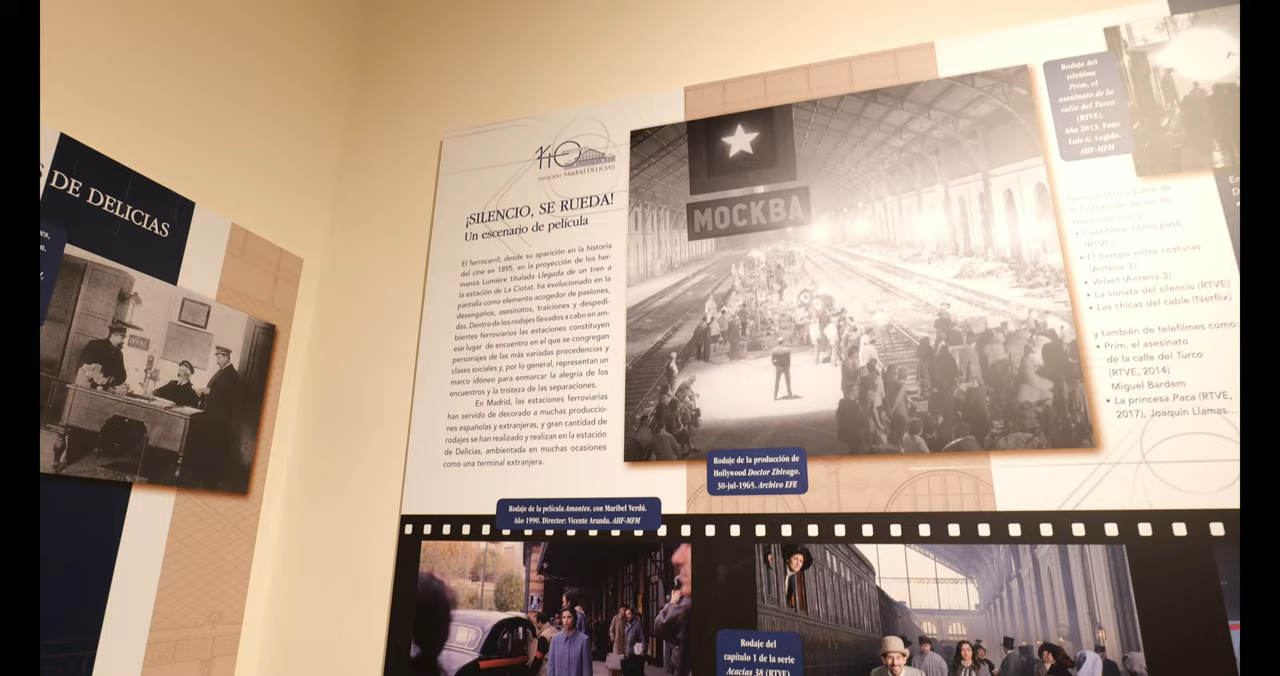 DE DELICIAS
110
estación Madrid DELICIAS
¡SILENCIO, SE RUEDA!
Un escenario de película
El ferrocarril, desde su aparición en la historia
del cine en 1895, en la proyección de los her-
manos Lumière titulada Llegada de un tren a
la estación de La Ciotat, ha evolucionado en la
pantalla como elemento acogedor de pasiones,
desengaños, asesinatos, traiciones y despedi-
das. Dentro de los rodajes llevados a cabo en am-
bientes ferroviarios las estaciones constituyen
ese lugar de encuentro en el que se congregan
personajes de las más variadas procedencias y
clases sociales y, por lo general, representan un
marco idóneo para enmarcar la alegría de los
encuentros y la tristeza de las separaciones.
En Madrid, las estaciones ferroviarias
han servido de decorado a muchas produccio-
nes españolas y extranjeras, y gran cantidad de
rodajes se han realizado y realizan en la estación
de Delicias, ambientada en muchas ocasiones
como una terminal extranjera.
МОСКВА
Rodaje de la producción de
Hollywood Doctor Zhivago.
30-jul-1965. Archivo EFE
Rodaje del
telefilme
Prim, el
asesinato de la
calle del Turco
(RTVE).
Año 2013. Foto:
Luis G. Legido.
AHF-MFM
televisión como:
• Cuéntame cómo pasó
(RTVE)
• El tiempo entre costuras
(Antena 3)
• Velvet (Antena 3)
• La sonata del silencio (RTVE)
• Las chicas del cable (Netflix)
y también de telefilmes como:
• Prim, el asesinato
de la calle del Turco
(RTVE, 2014)
Miguel Bardem
• La princesa Paca (RTVE,
2017), Joaquín Llamas...
Rodaje de la película Amantes, con Maribel Verdú.
Año 1990. Director: Vicente Aranda. AHF-MFM
Rodaje del
capítulo 1 de la serie
Acacias 38 (RTVE)